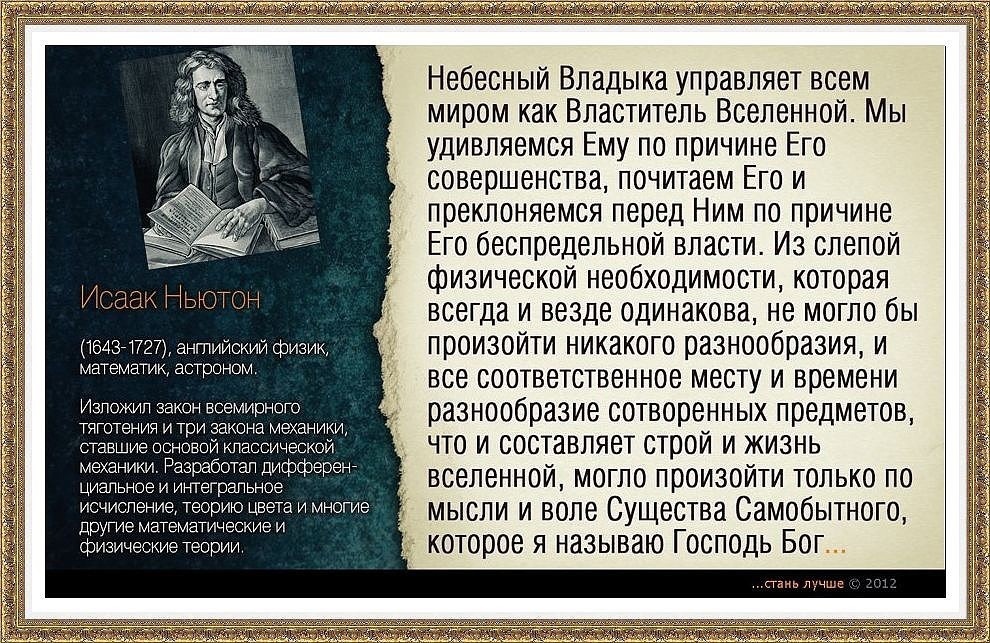 Исаак Ньютон
(1643-1727), английский физик,
математик, астроном.
Изложил закон всемирного
тяготения и три закона механики,
ставшие основой классической
механики. Разработал дифферен-
циальное и интегральное
исчисление, теорию цвета и многие
другие математические и
физические теории.
Небесный Владыка управляет всем
миром как Властитель Вселенной. Мы
удивляемся Ему по причине Его
совершенства, почитаем Его и
преклоняемся перед Ним по причине
Его беспредельной власти. Из слепой
физической необходимости, которая
всегда и везде одинакова, не могло бы
произойти никакого разнообразия, и
все соответственное месту и времени
разнообразие сотворенных предметов,
что и составляет строй и жизнь
вселенной, могло произойти только по
мысли и воле Существа Самобытного,
которое я называю Господь Бог...
...стань лучше © 2012